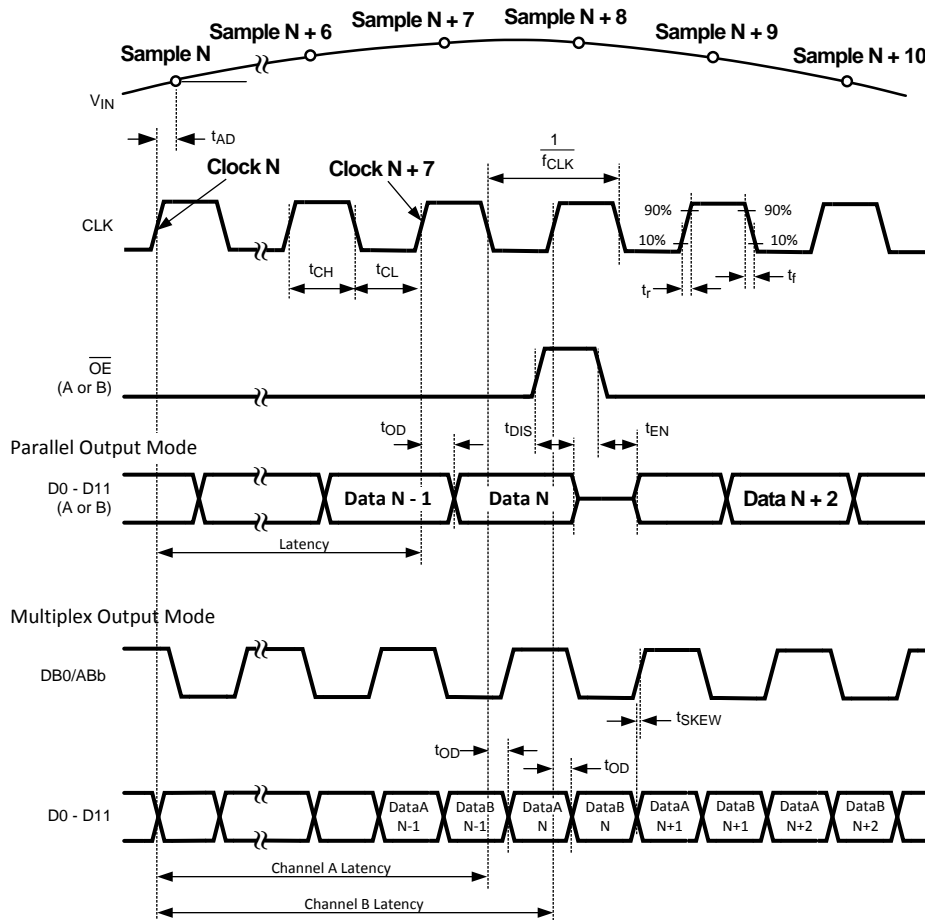 Sample N
Sample N + 6
Sample N + 7
Sample N + 8
Sample N + 9
Sample N + 10
VIN
tAD
Clock N
Clock N + 7
1
fCLK
CLK
90%
90%
10%
10%
tCH
tCL
tr
tf
OE
(A or B)
tOD
tDIS
tEN
Parallel Output Mode
D0 - D11
(A or B)
Data N - 1
Data N
Data N + 2
Latency
Multiplex Output Mode
DB0/ABb
tSKEW
tOD
tOD
D0 - D11
DataA
N-1
DataB
N-1
DataA
N
DataB
N
DataA
N+1
DataB
N+1
DataA
N+2
DataB
N+2
Channel A Latency
Channel B Latency